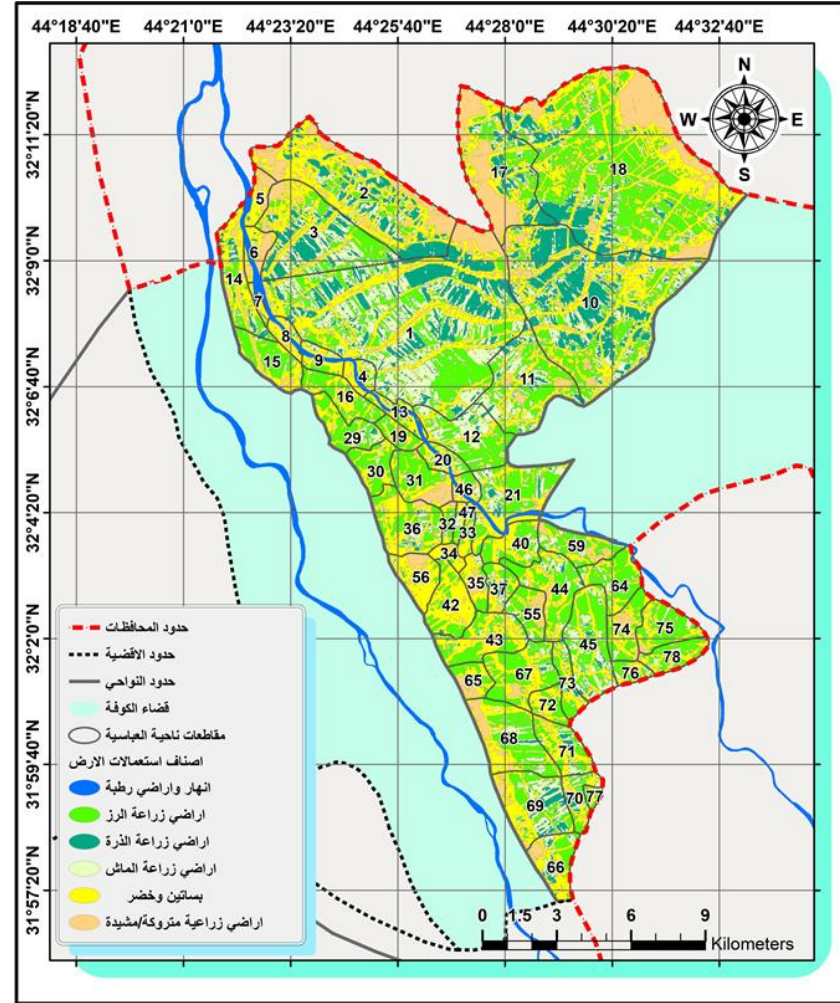 44°18'40"E 44°21'0"E 44°23'20"E 44°25'40"E 44°28'0"E 44°30'20"E 44°32'40"E
N
W E
S
32°11'20"N
32°9'0"N
32°6'40"N
32°4'20"N
32°2'0"N
31°59'40"N
31°57'20"N
17
18
2
5
3
6
14
7
10
1
8
9
15
4
11
16
13
29
19
12
20
30
31
46
21
47
36
32
33
40
34
59
56
35
37
44
64
42
55
74
75
43
45
78
65
67
73
76
72
68
71
69
70
77
66
حدود المحافظات
حدود الاقضية
حدود النواحي
قضاء الكوفة
مقاطعات ناحية العباسية
اصناف استعمالات الارض
انهار واراضي رطبة
اراضي زراعة الرز
اراضي زراعة الذرة
اراضي زراعة الماش
بساتين وخضر
اراضي زراعية متروكة/مشيدة
0 1.5 3 6 9
Kilometers